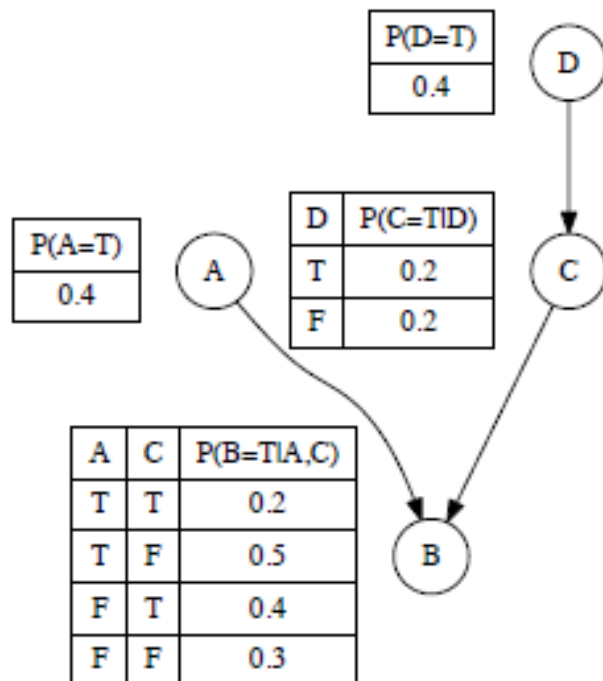 P(D=T)
0.4
D
D P(C=T|D)
T 0.2
F 0.2
P(A=T)
0.4
A
C
A C P(B=T|A,C)
T T 0.2
T F 0.5
F T 0.4
F F 0.3
B